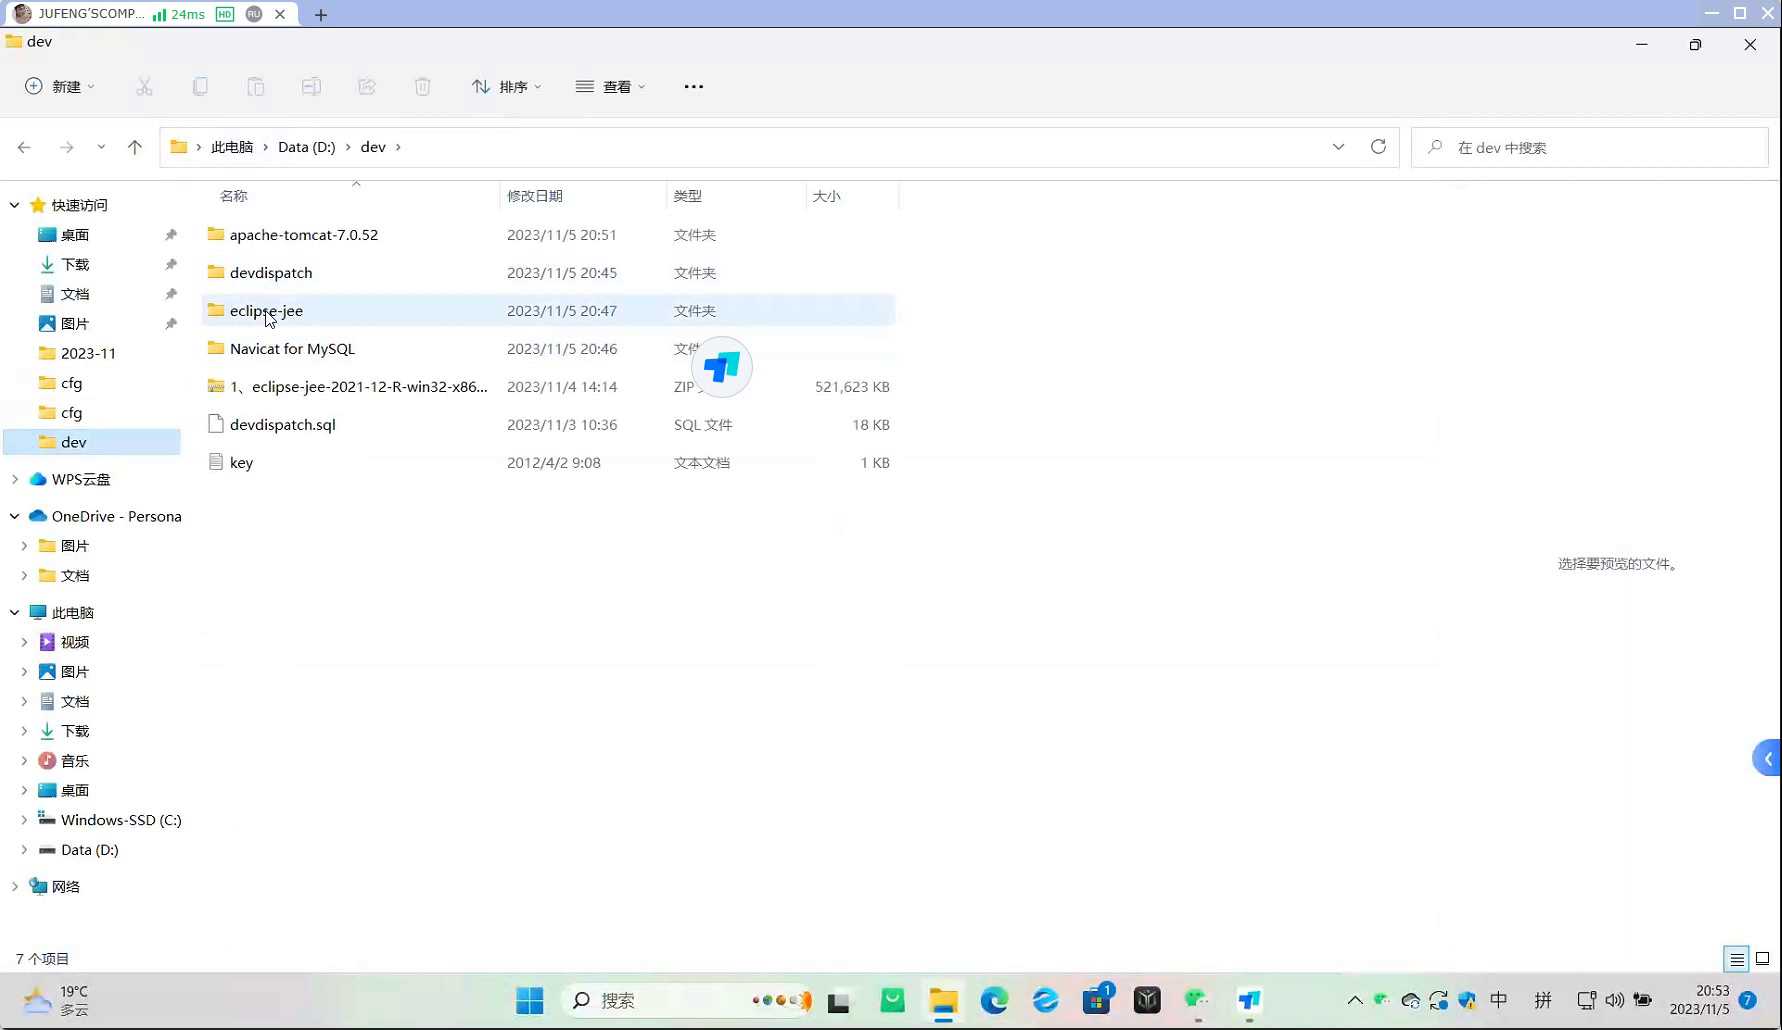 JUFENG'SCOMP... 24ms HD RU
dev
新建 排序 查看
此电脑 Data (D:) dev 在 dev 中搜索
名称 修改日期 类型 大小
快速访问
桌面
下载
文档
图片
2023-11
cfg
cfg
dev
WPS云盘
OneDrive - Persona
图片
文档
此电脑
视频
图片
文档
下载
音乐
桌面
Windows-SSD (C:)
Data (D:)
网络
apache-tomcat-7.0.52 2023/11/5 20:51 文件夹
devdispatch 2023/11/5 20:45 文件夹
eclipse-jee 2023/11/5 20:47 文件夹
Navicat for MySQL 2023/11/5 20:46
1、eclipse-jee-2021-12-R-win32-x86... 2023/11/4 14:14 ZIP 521,623 KB
devdispatch.sql 2023/11/3 10:36 SQL 文件 18 KB
key 2012/4/2 9:08 文本文档 1 KB
选择要预览的文件。
7 个项目
19°C
多云
搜索
1
中 拼
20:53
2023/11/5
7